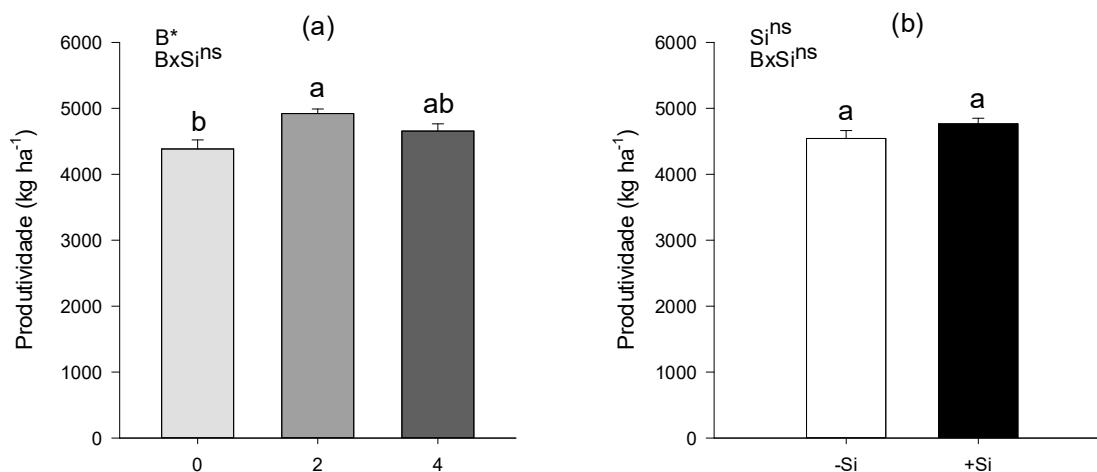 (a)
B*
BxSi^ns
Produtividade (kg ha^-1)
6000
5000
4000
3000
2000
1000
0
b
a
ab
0
2
4
(b)
Si^ns
BxSi^ns
Produtividade (kg ha^-1)
6000
5000
4000
3000
2000
1000
0
a
a
-Si
+Si